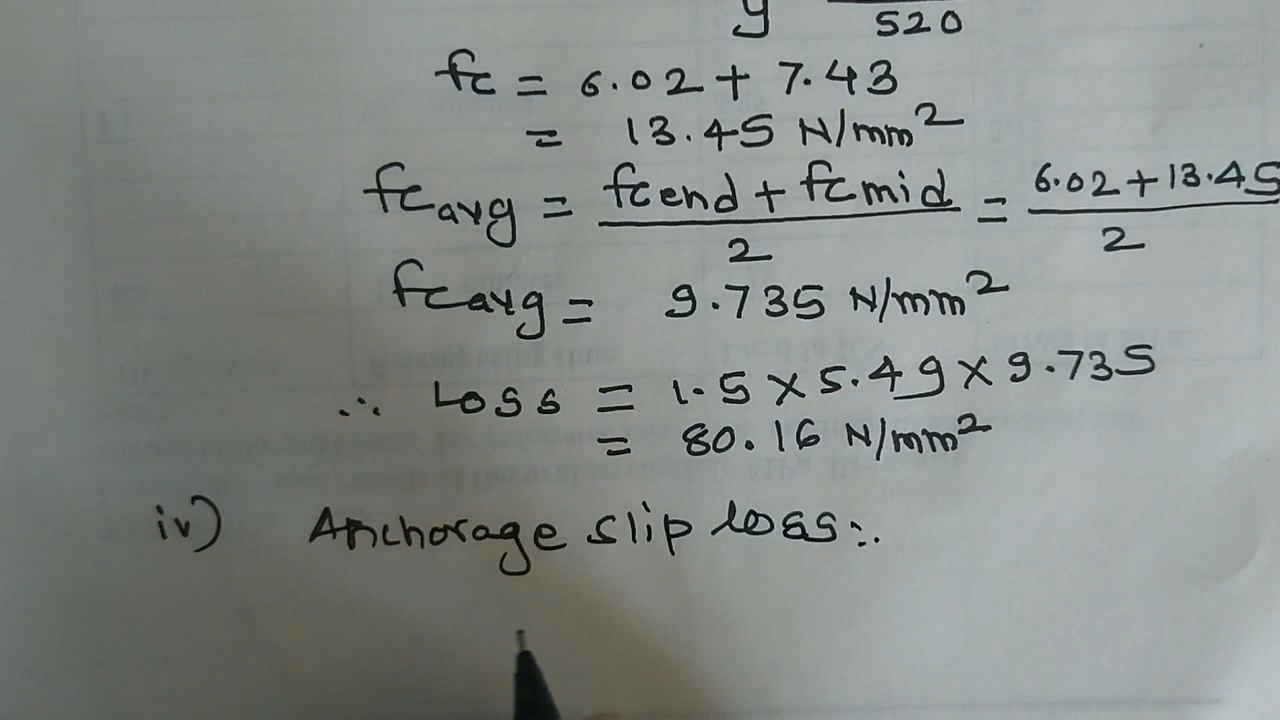 y 520
fc = 6.02 + 7.43
= 13.45 N/mm2
fcavg = fcend + fcmid / 2 = 6.02 + 13.45 / 2
fcavg = 9.735 N/mm2
∴ Loss = 1.5 × 5.49 × 9.735
= 80.16 N/mm2
iv) Anchorage slip loss:.